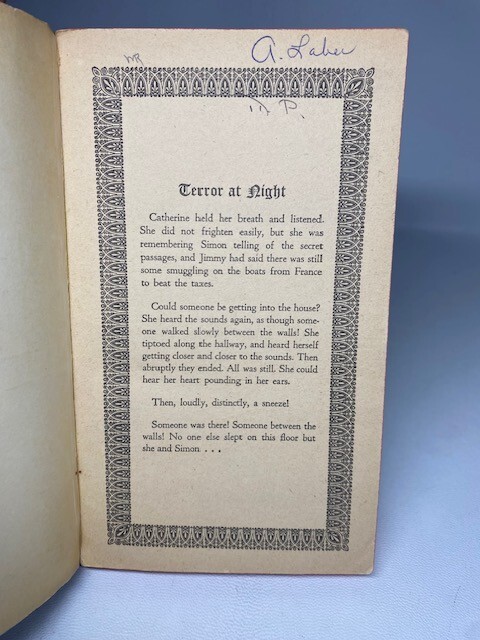 A. Laber
Terror at Night
Catherine held her breath and listened.
She did not frighten easily, but she was
remembering Simon telling of the secret
passages, and Jimmy had said there was still
some smuggling on the boats from France
to beat the taxes.
Could someone be getting into the house?
She heard the sounds again, as though some-
one walked slowly between the walls! She
tiptoed along the hallway, and heard herself
getting closer and closer to the sounds. Then
abruptly they ended. All was still. She could
hear her heart pounding in her ears.
Then, loudly, distinctly, a sneeze!
Someone was there! Someone between the
walls! No one else slept on this floor but
she and Simon . . .